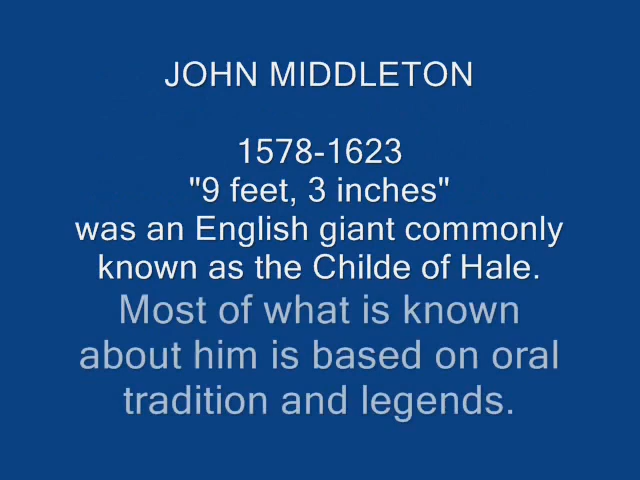 JOHN MIDDLETON
1578-1623
"9 feet, 3 inches"
was an English giant commonly
known as the Childe of Hale.
Most of what is known
about him is based on oral
tradition and legends.